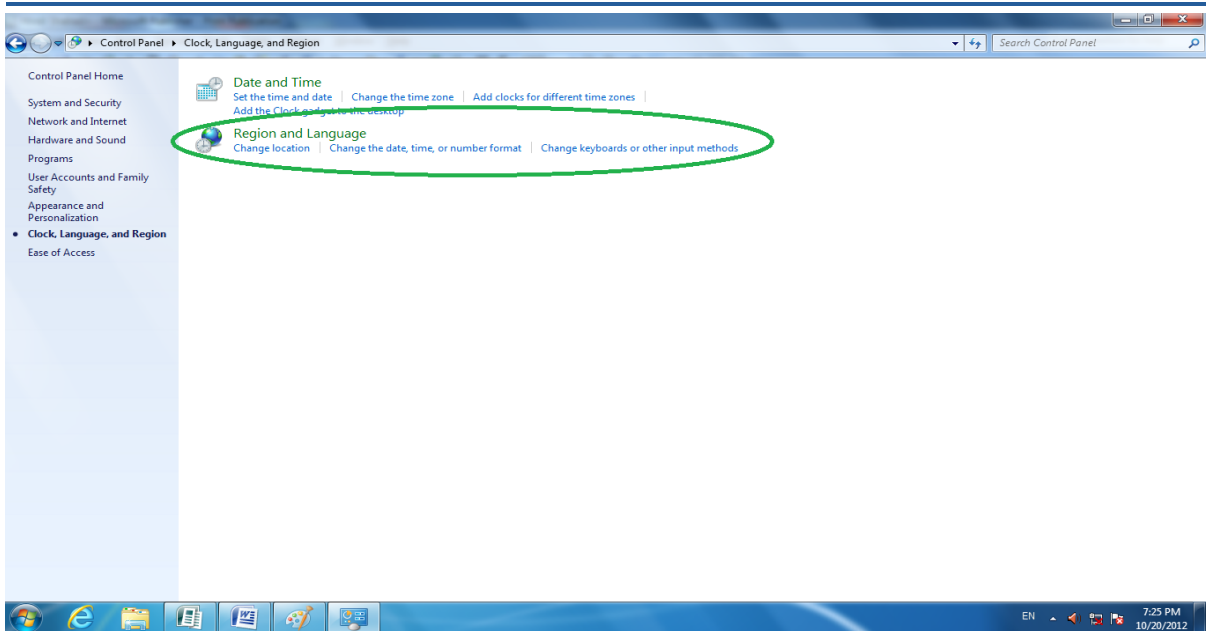 Control Panel ▸ Clock, Language, and Region
Search Control Panel
Control Panel Home
System and Security
Network and Internet
Hardware and Sound
Programs
User Accounts and Family
Safety
Appearance and
Personalization
Clock, Language, and Region
Ease of Access
Date and Time
Set the time and date | Change the time zone | Add clocks for different time zones |
Add the Clock gadget to the desktop
Region and Language
Change location | Change the date, time, or number format | Change keyboards or other input methods
EN
7:25 PM
10/20/2012